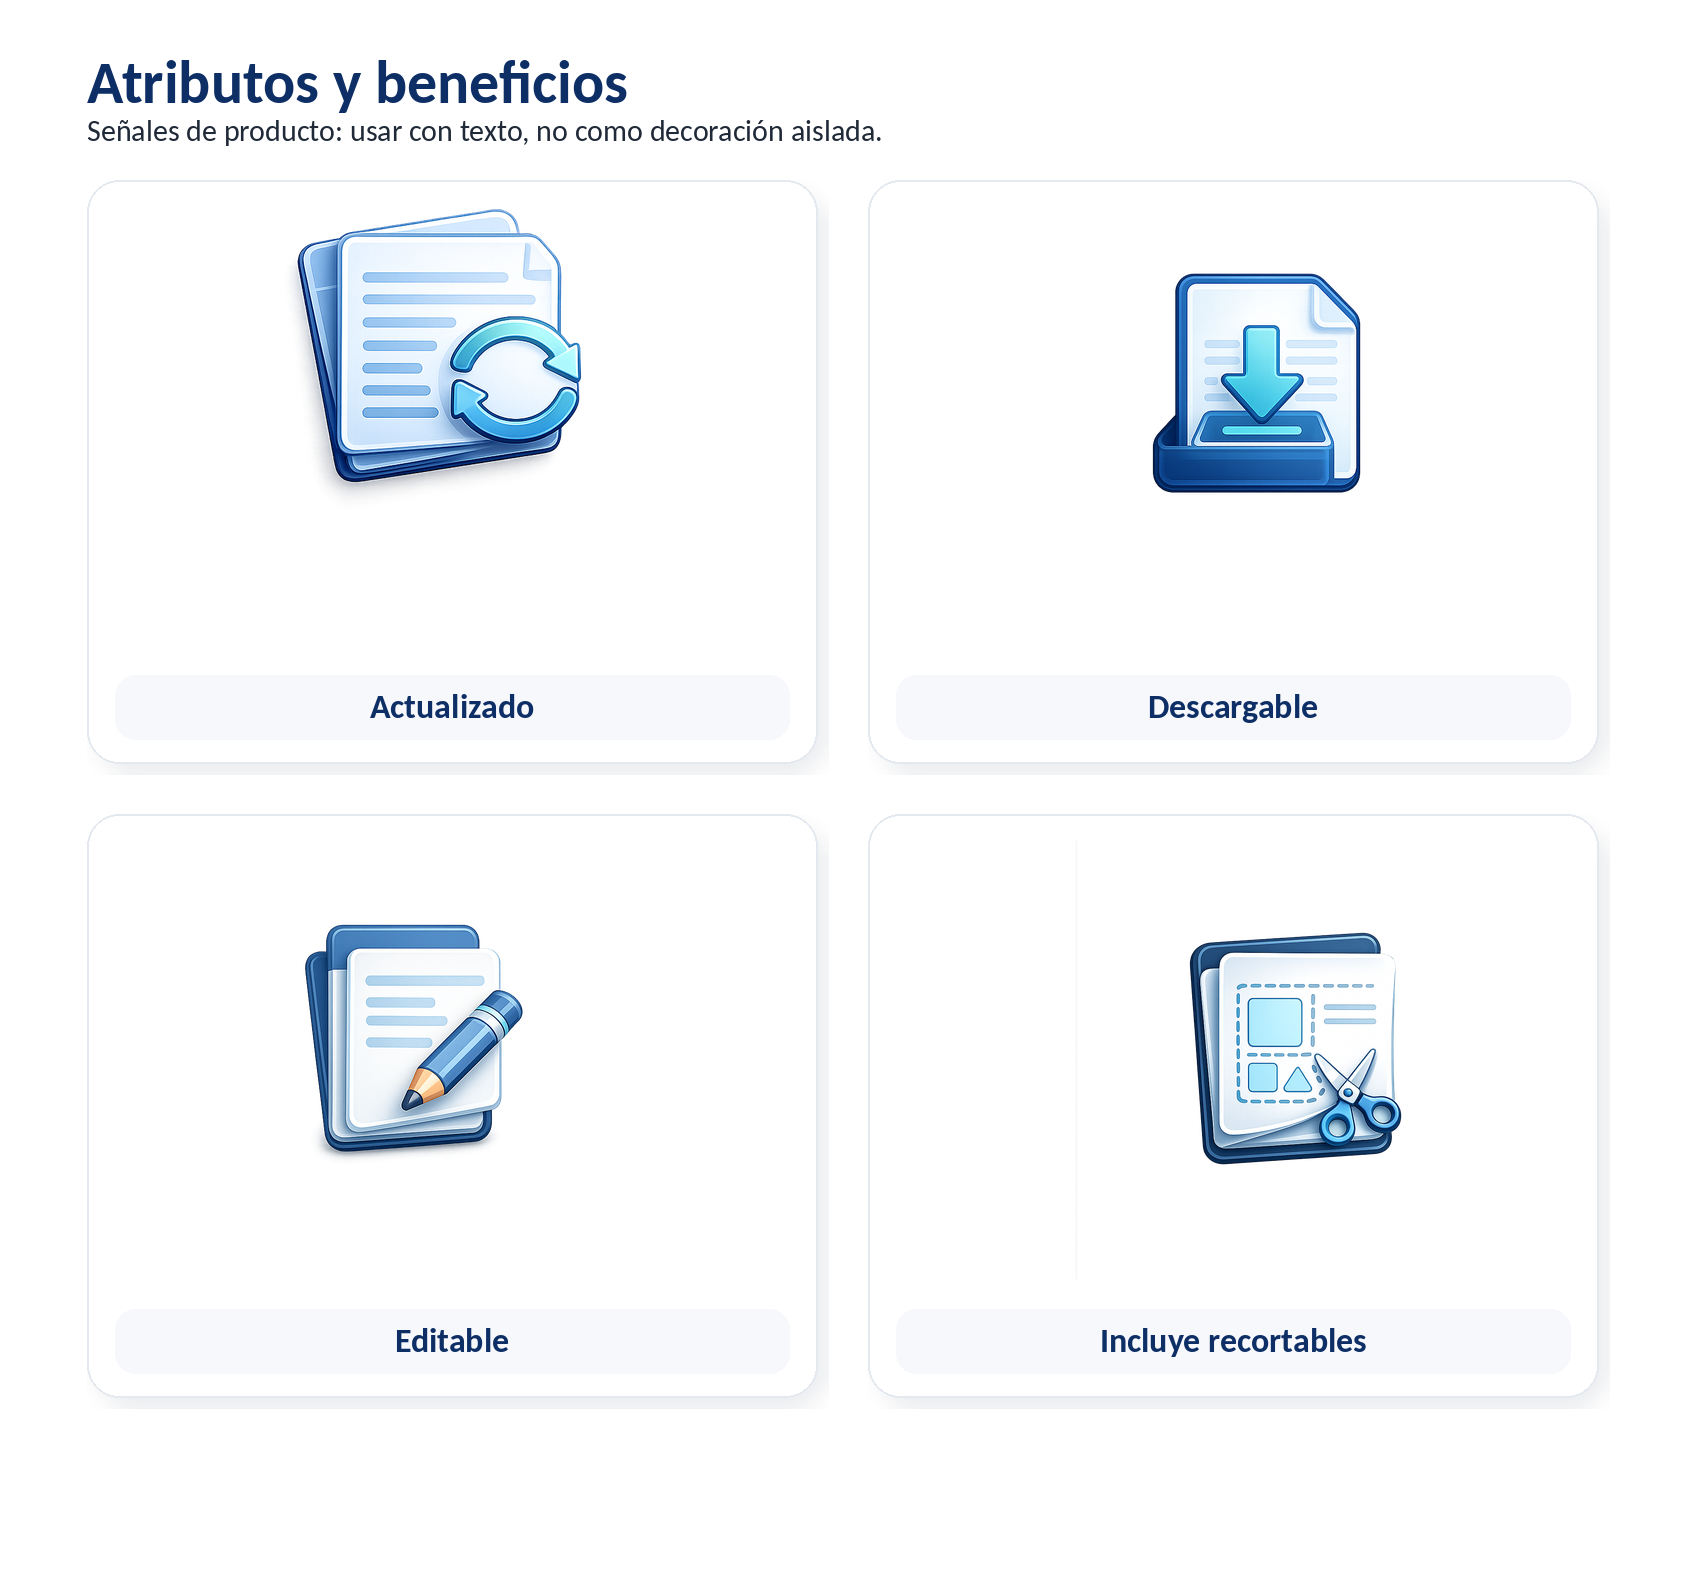 Atributos y beneficios
Señales de producto: usar con texto, no como decoración aislada.
Actualizado
Descargable
Editable
Incluye recortables